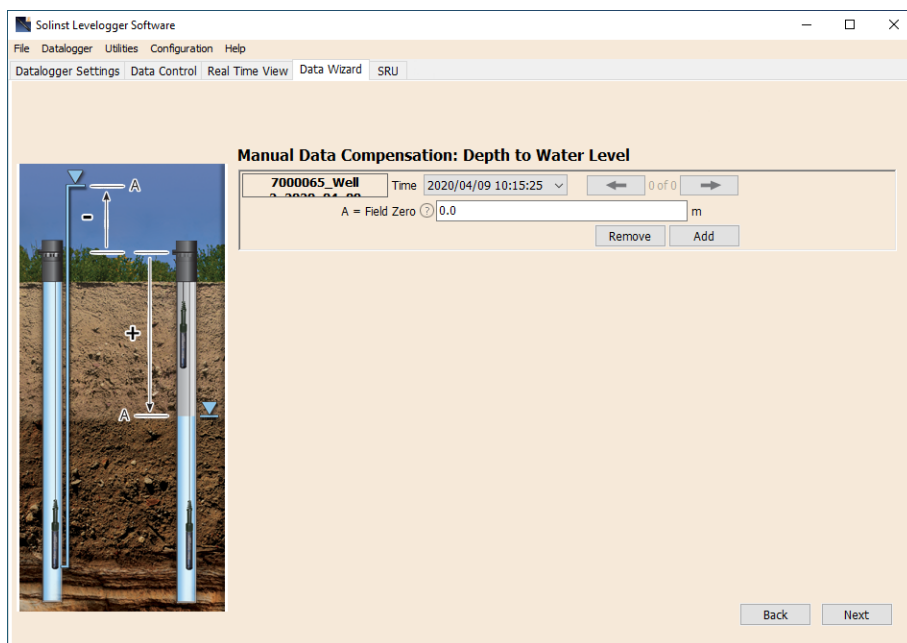 Solinst Levelogger Software
File Datalogger Utilities Configuration Help
Datalogger Settings Data Control Real Time View Data Wizard SRU
Manual Data Compensation: Depth to Water Level
7000065_Well Time 2020/04/09 10:15:25 0 of 0
A = Field Zero ? 0.0 m
Remove Add
A
-
+
A
Back Next